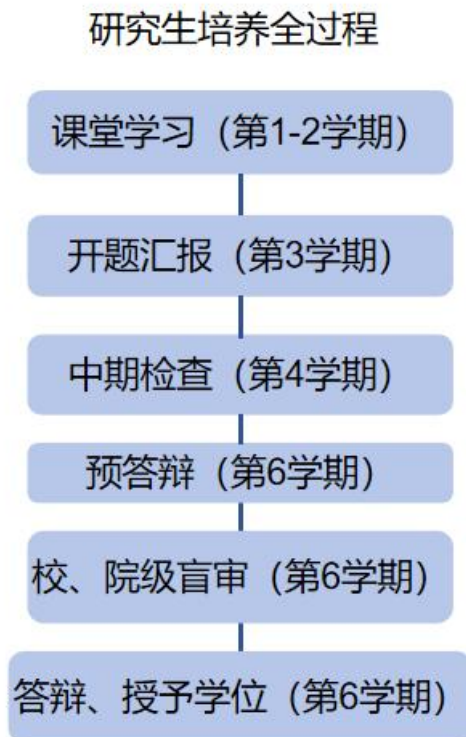 研究生培养全过程
课堂学习（第1-2学期）
开题汇报（第3学期）
中期检查（第4学期）
预答辩（第6学期）
校、院级盲审（第6学期）
答辩、授予学位（第6学期）